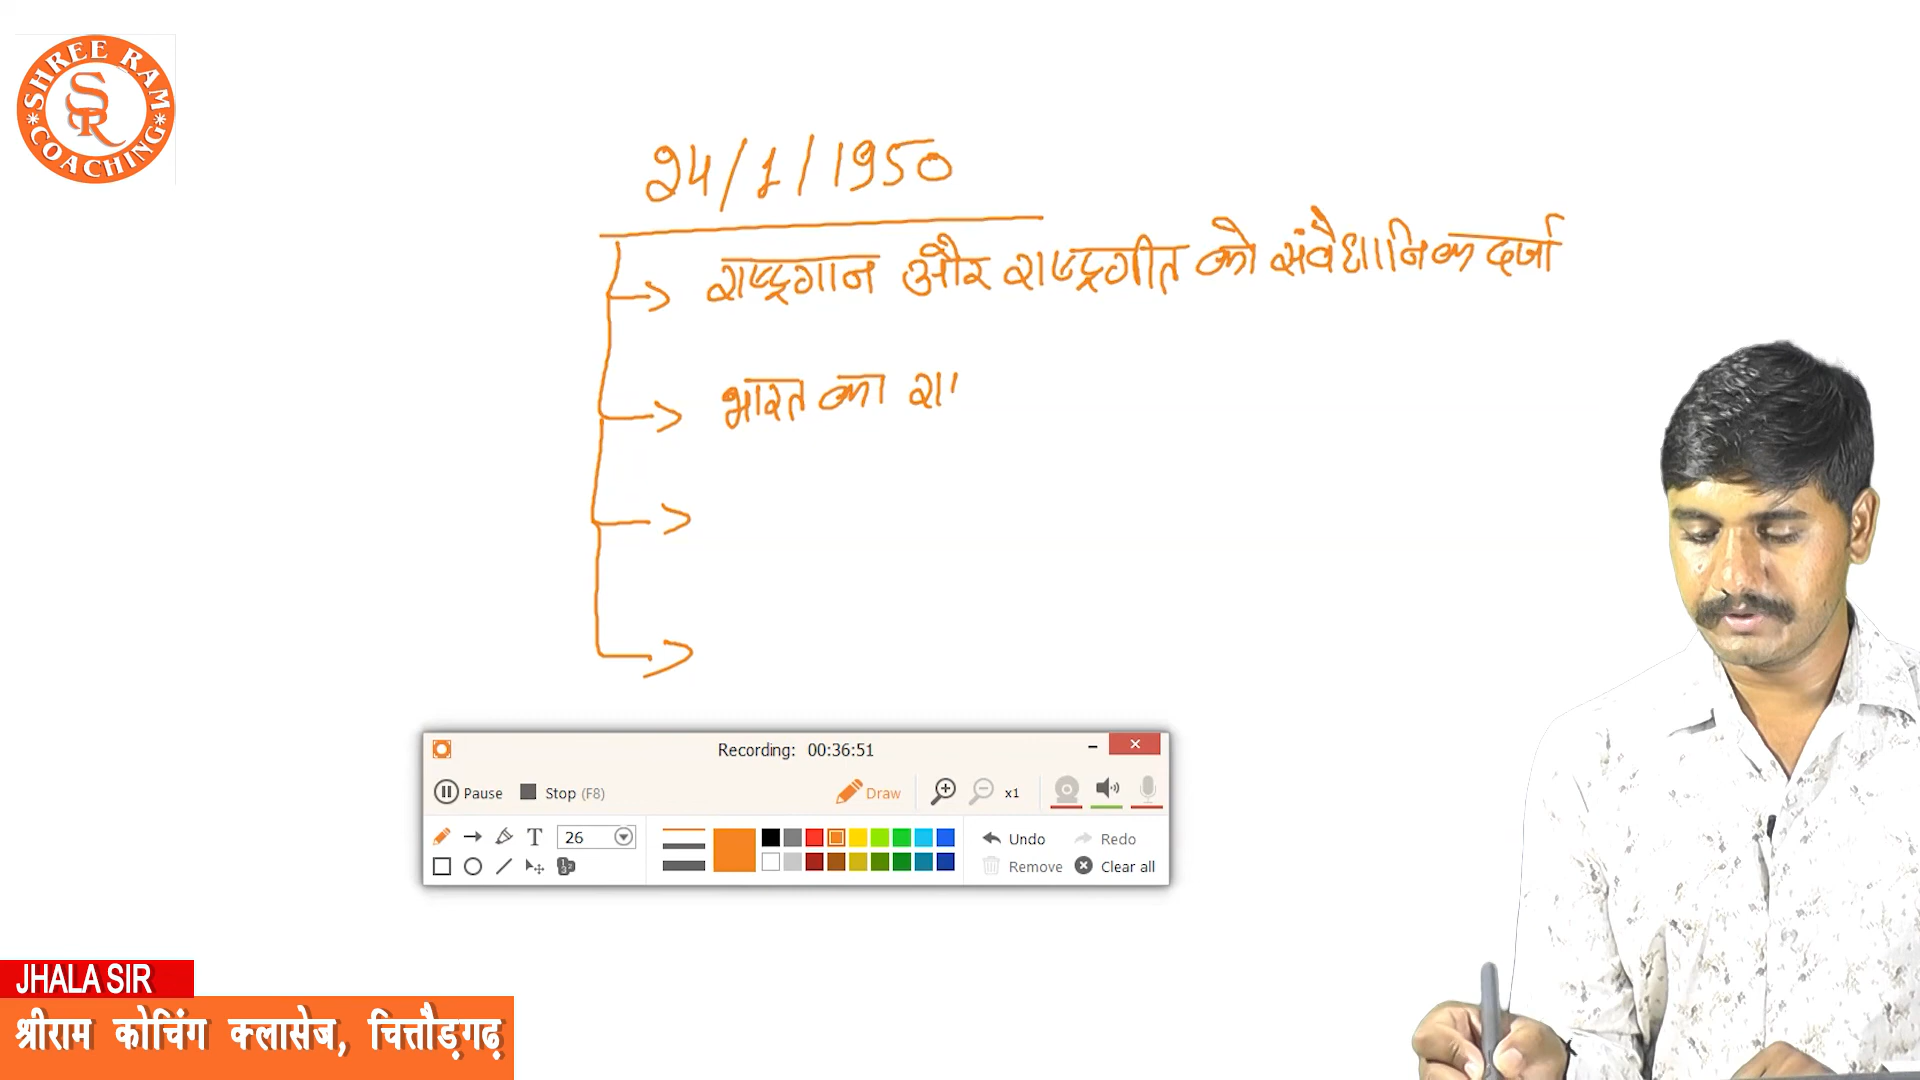 SHREE RAM
SR
COACHING
24/1/1950
राष्ट्रगान और राष्ट्रगीत को संवैधानिक दर्जा
भारत का रा
Recording: 00:36:51
Pause Stop (F8) Draw x1
T 26 Undo Redo
Remove Clear all
JHALA SIR
श्रीराम कोचिंग क्लासेज, चित्तौड़गढ़